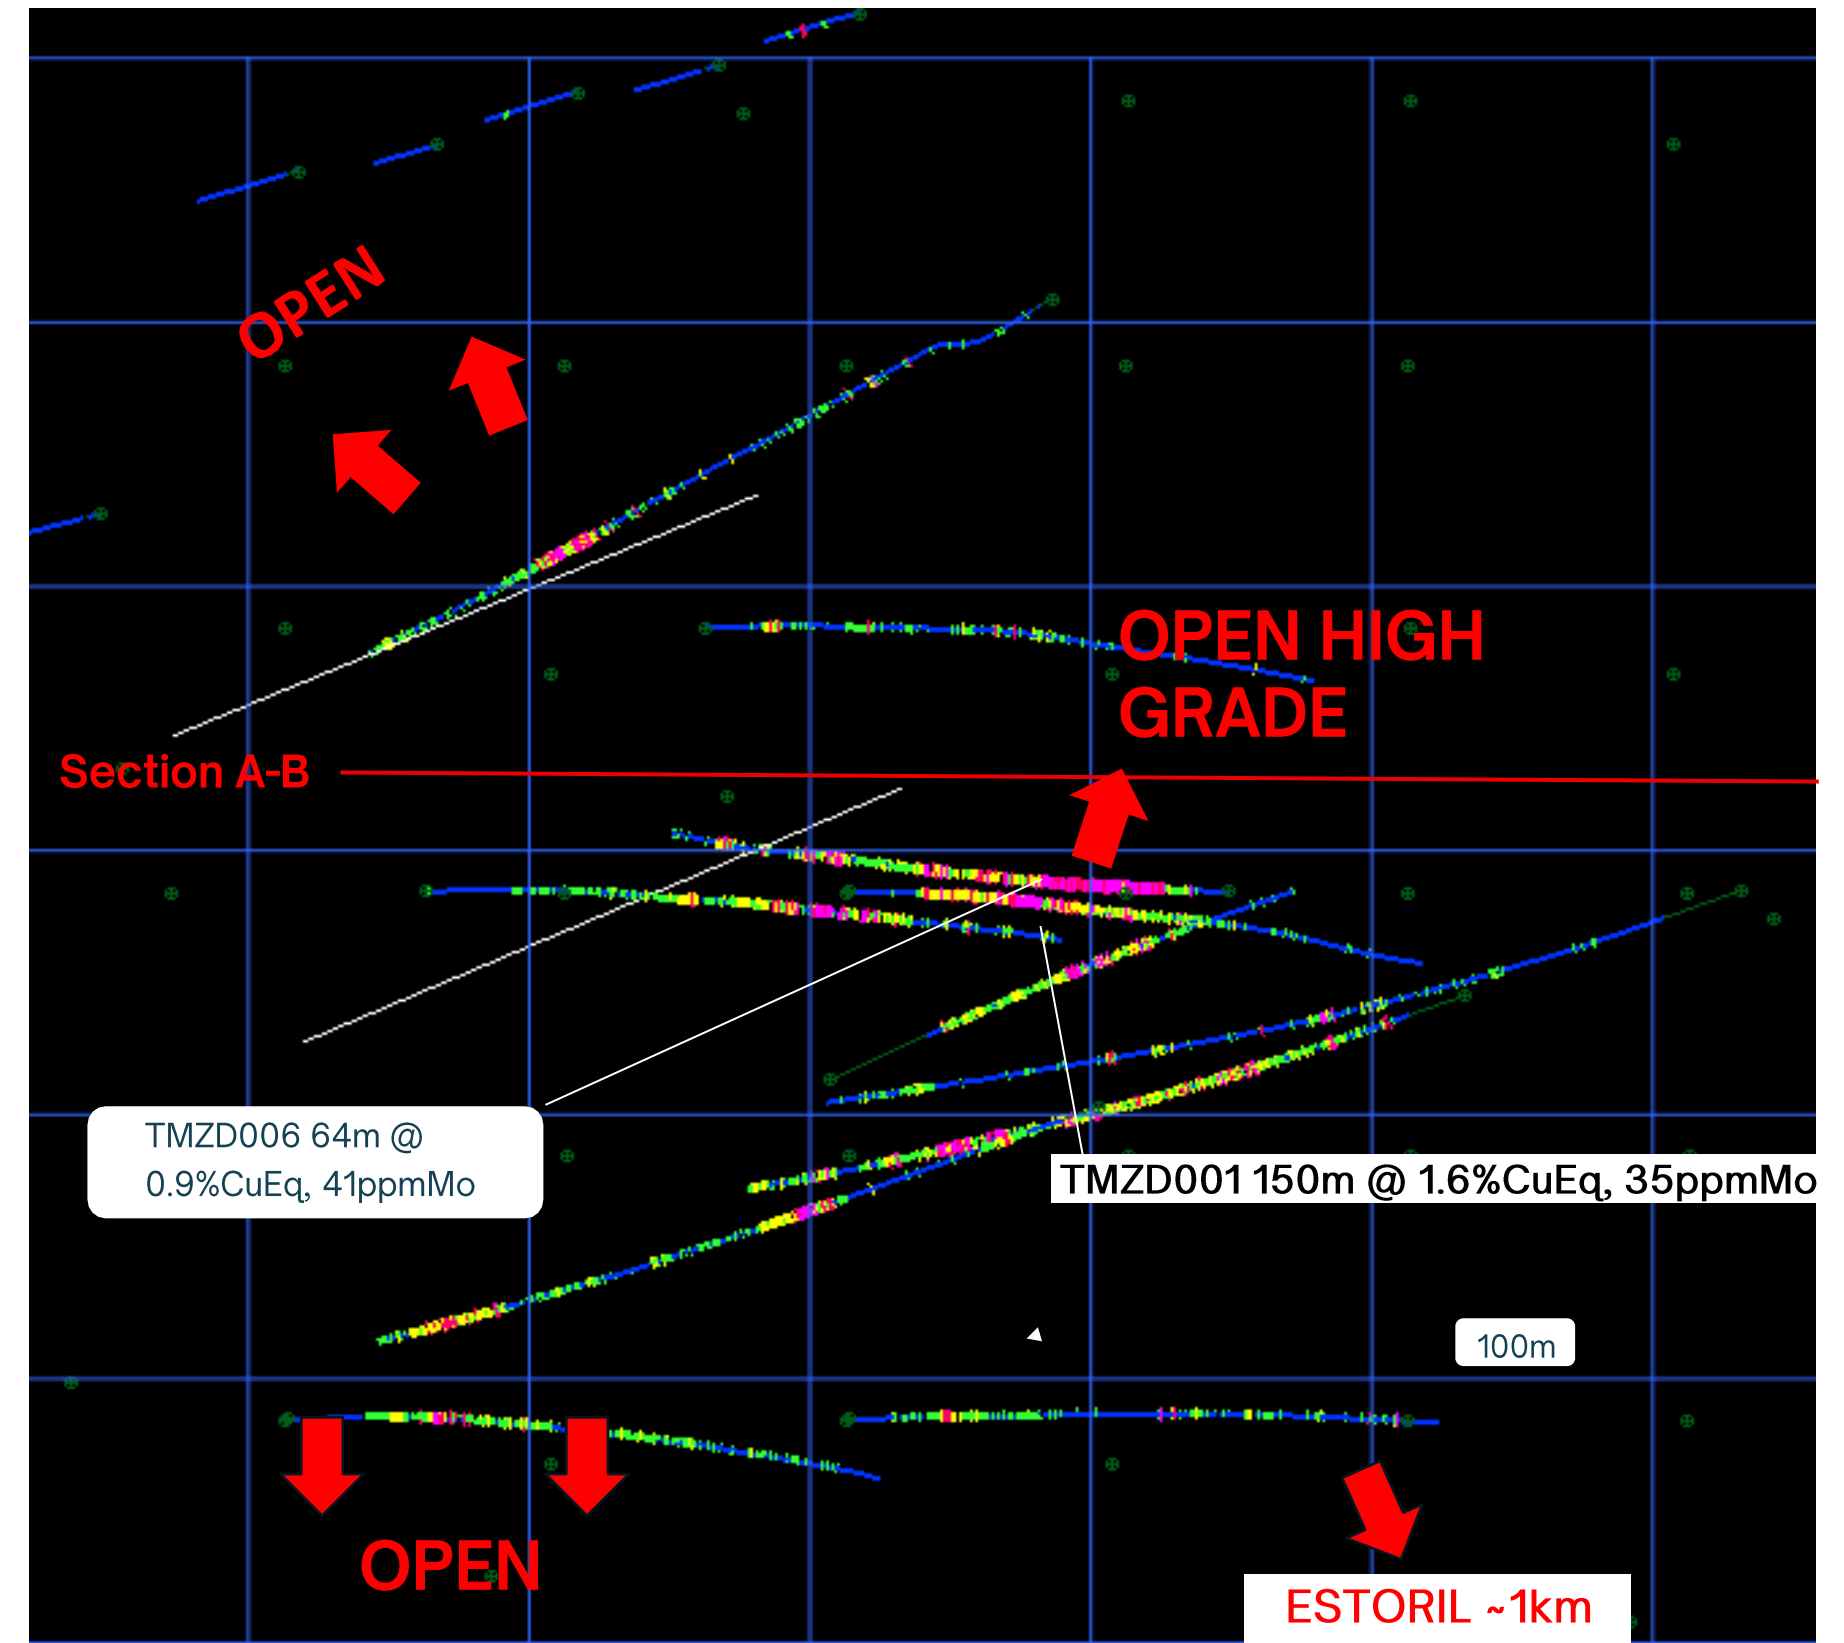 OPEN
OPEN HIGH
GRADE
Section A-B
TMZD006 64m @
0.9%CuEq, 41ppmMo
TMZD001 150m @ 1.6%CuEq, 35ppmMo
100m
OPEN
ESTORIL ~1km